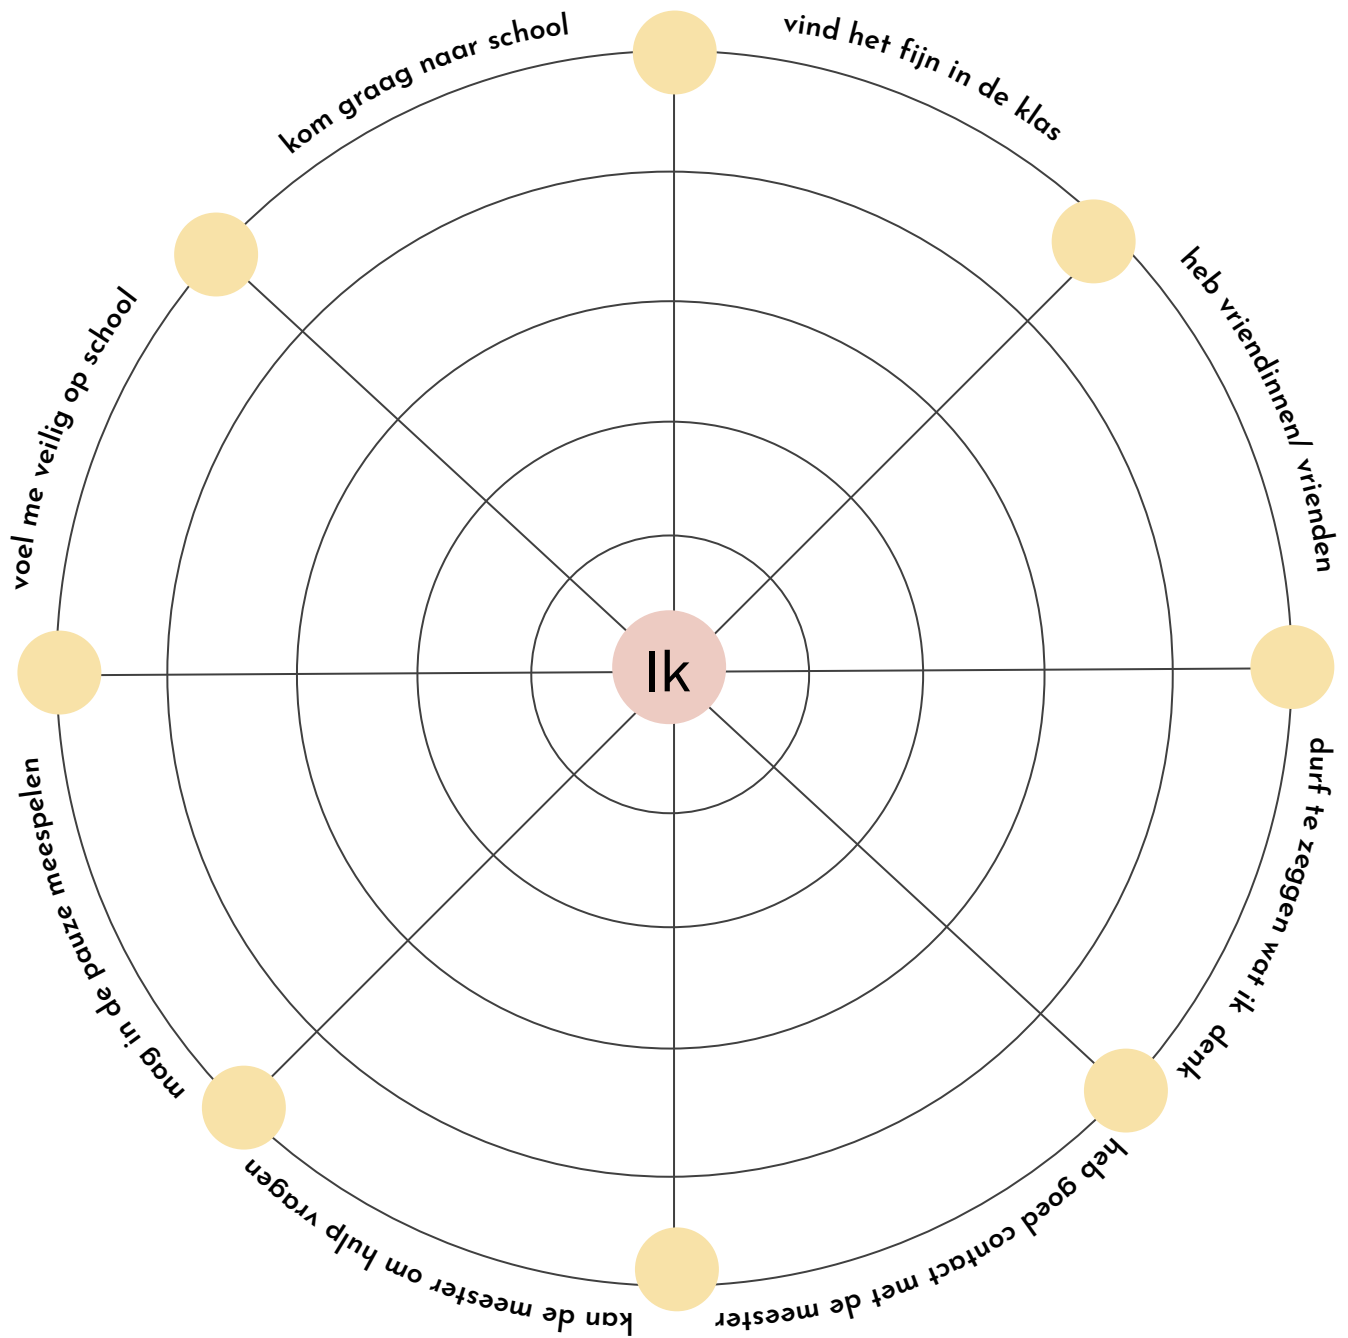 Ik
vind het fijn in de klas
heb vriendinnen/ vrienden
durf te zeggen wat ik denk
heb goed contact met de meester
kan de meester om hulp vragen
mag in de pauze meespelen
voel me veilig op school
kom graag naar school